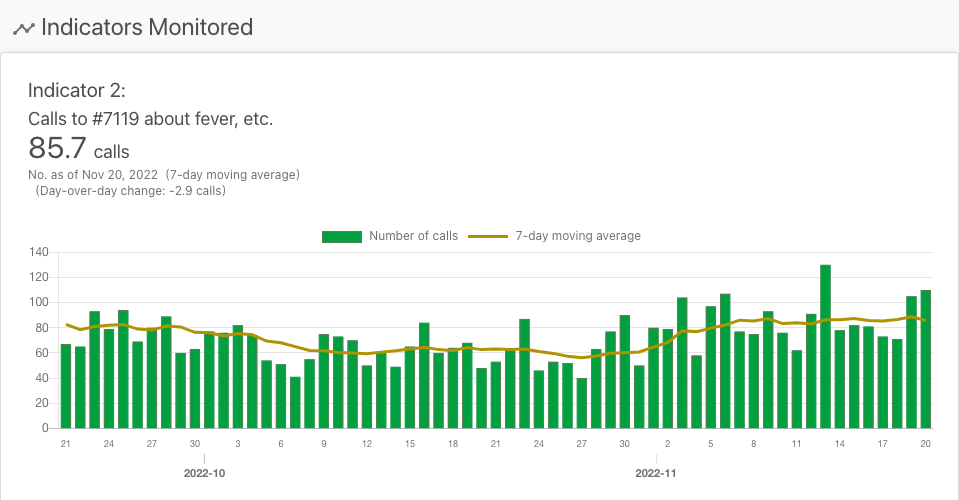 Indicators Monitored
Indicator 2:
Calls to #7119 about fever, etc.
85.7 calls
No. as of Nov 20, 2022 (7-day moving average)
(Day-over-day change: -2.9 calls)
Number of calls 7-day moving average
140
120
100
80
60
40
20
0
21 24 27 30 3 6 9 12 15 18 21 24 27 30 2 5 8 11 14 17 20
2022-10 2022-11